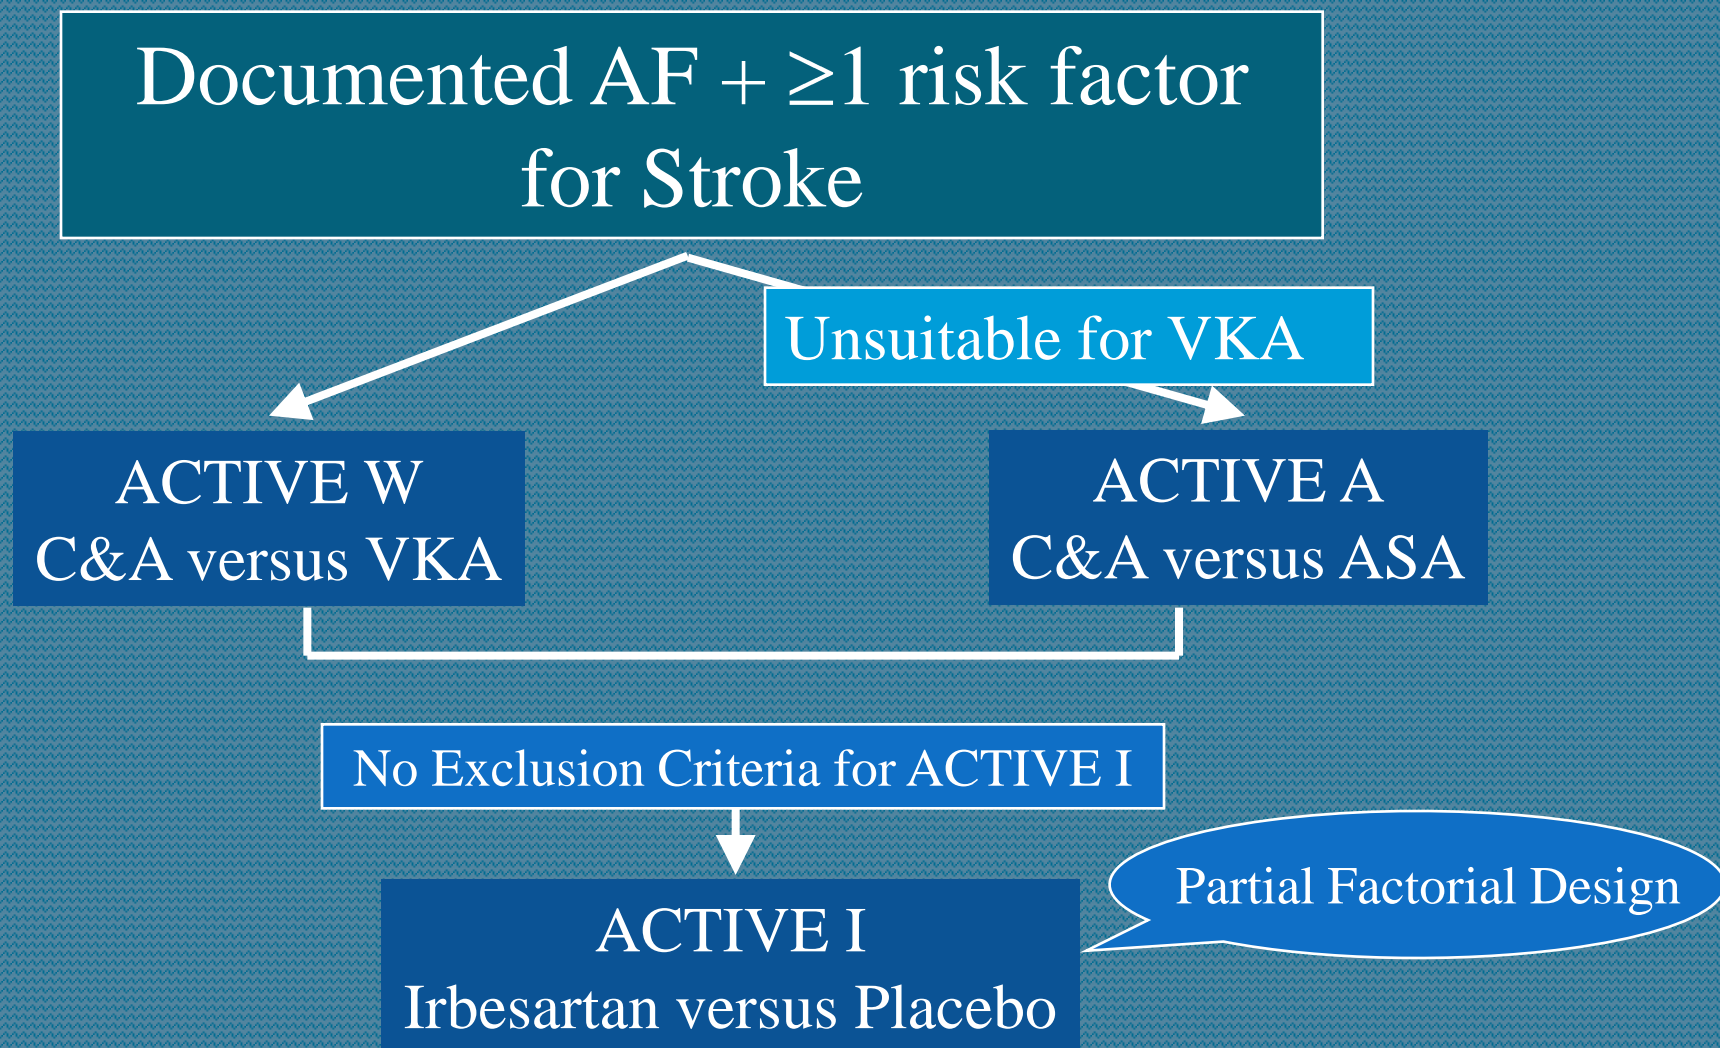 Documented AF + ≥1 risk factor
for Stroke
Unsuitable for VKA
ACTIVE W
C&A versus VKA
ACTIVE A
C&A versus ASA
No Exclusion Criteria for ACTIVE I
Partial Factorial Design
ACTIVE I
Irbesartan versus Placebo